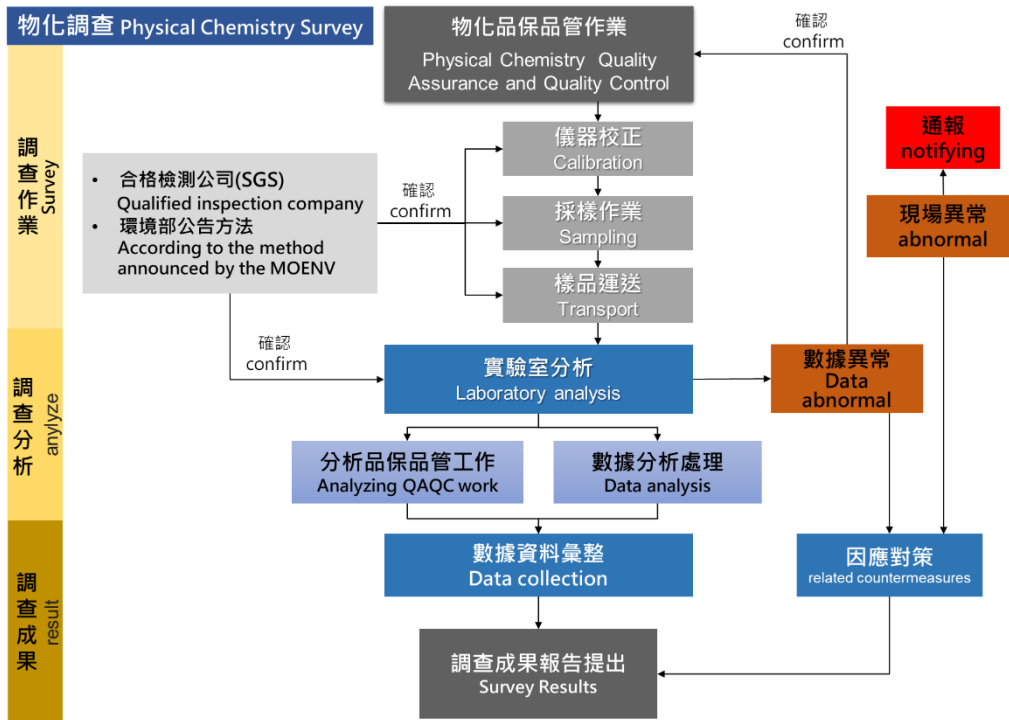 物化調查 Physical Chemistry Survey
物化品保品管作業
Physical Chemistry Quality
Assurance and Quality Control
確認
confirm
調查作業
Survey
儀器校正
Calibration
通報
notifying
• 合格檢測公司(SGS)
Qualified inspection company
• 環境部公告方法
According to the method
announced by the MOENV
確認
confirm
採樣作業
Sampling
現場異常
abnormal
樣品運送
Transport
調查分析
anylyze
確認
confirm
實驗室分析
Laboratory analysis
數據異常
Data
abnormal
分析品保品管工作
Analyzing QAQC work
數據分析處理
Data analysis
調查成果
result
數據資料彙整
Data collection
因應對策
related countermeasures
調查成果報告提出
Survey Results